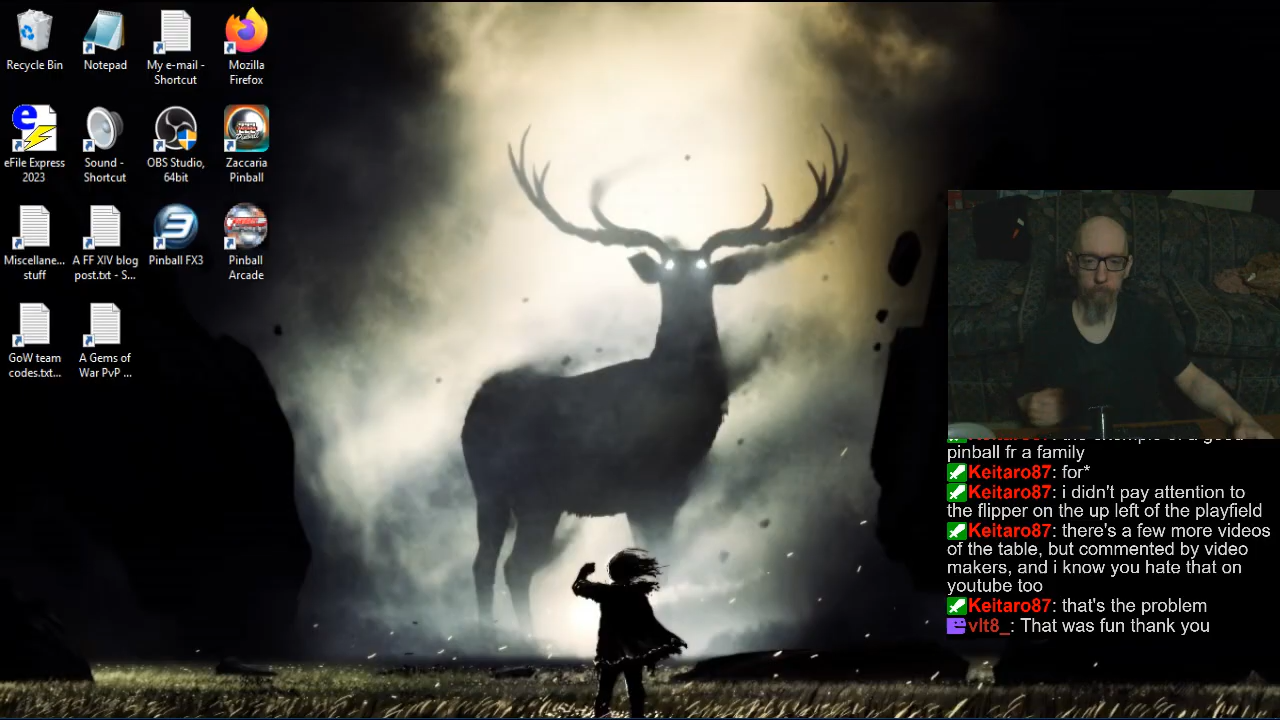 Recycle Bin
Notepad
My e-mail -
Shortcut
Mozilla
Firefox
eFile Express
2023
Sound -
Shortcut
OBS Studio,
64bit
Zaccaria
Pinball
Miscellane...
stuff
A FF XIV blog
post.txt - S...
Pinball FX3
Pinball
Arcade
GoW team
codes.txt...
A Gems of
War PvP ...
pinball fr a family
Keitaro87: for*
Keitaro87: i didn't pay attention to
the flipper on the up left of the playfield
Keitaro87: there's a few more videos
of the table, but commented by video
makers, and i know you hate that on
youtube too
Keitaro87: that's the problem
vlt8_: That was fun thank you